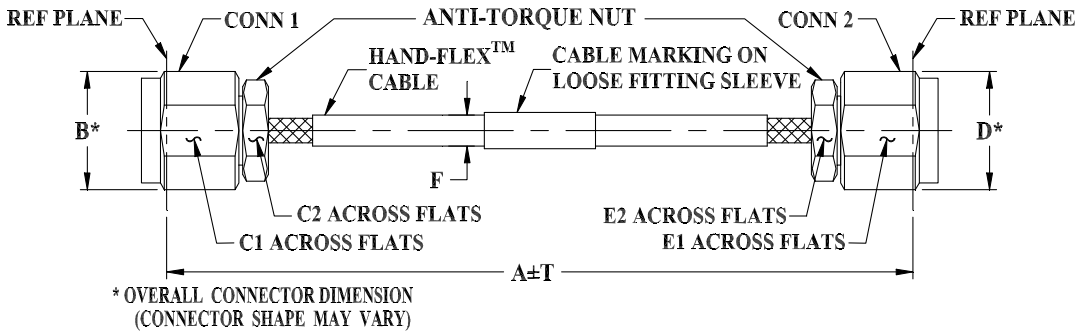 REF PLANE
CONN 1
ANTI-TORQUE NUT
CONN 2
REF PLANE
HAND-FLEX™
CABLE
CABLE MARKING ON
LOOSE FITTING SLEEVE
B*
D*
F
C2 ACROSS FLATS
E2 ACROSS FLATS
C1 ACROSS FLATS
E1 ACROSS FLATS
A±T
* OVERALL CONNECTOR DIMENSION
(CONNECTOR SHAPE MAY VARY)